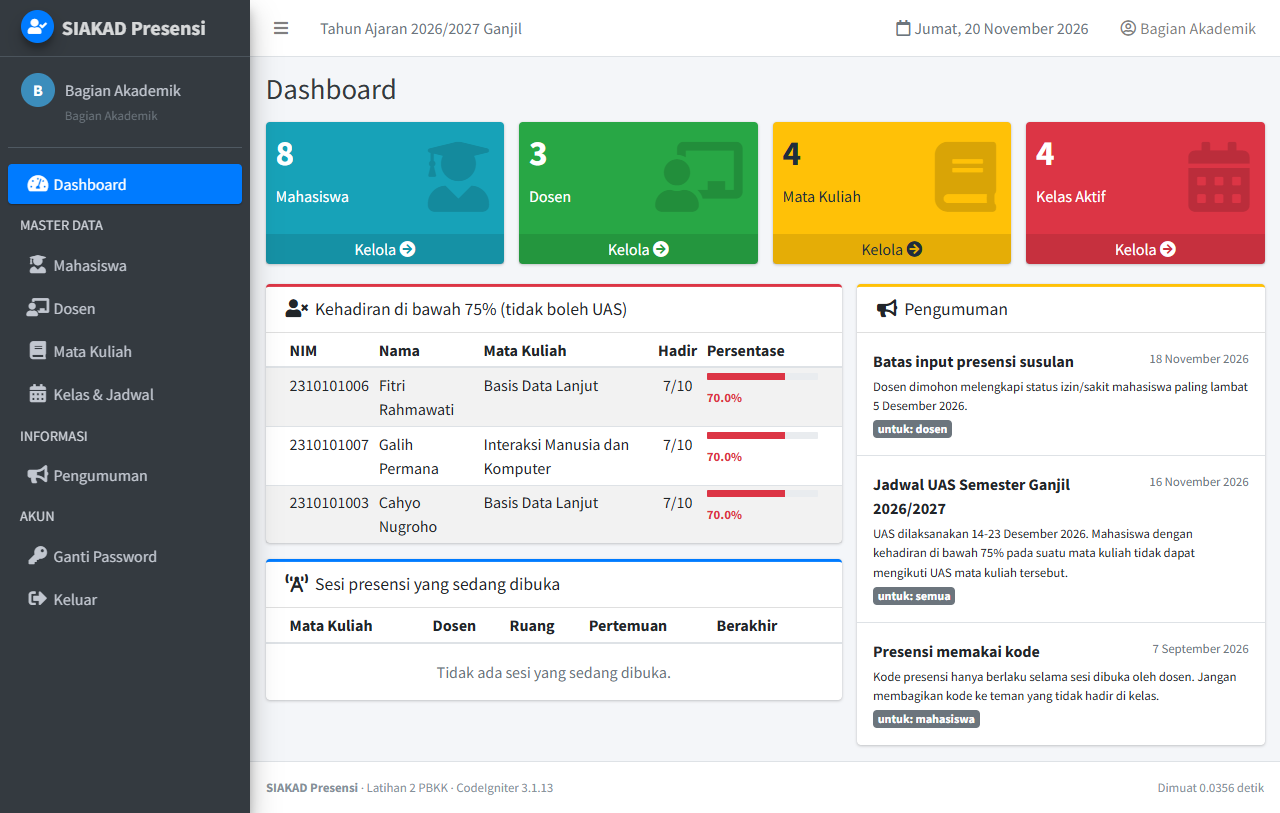 SIAKAD Presensi
Tahun Ajaran 2026/2027 Ganjil
Jumat, 20 November 2026
Bagian Akademik
B
Bagian Akademik
Bagian Akademik
Dashboard
MASTER DATA
Mahasiswa
Dosen
Mata Kuliah
Kelas & Jadwal
INFORMASI
Pengumuman
AKUN
Ganti Password
Keluar
Dashboard
8
Mahasiswa
Kelola
3
Dosen
Kelola
4
Mata Kuliah
Kelola
4
Kelas Aktif
Kelola
Kehadiran di bawah 75% (tidak boleh UAS)
NIM Nama Mata Kuliah Hadir Persentase
2310101006 Fitri Rahmawati Basis Data Lanjut 7/10 70.0%
2310101007 Galih Permana Interaksi Manusia dan Komputer 7/10 70.0%
2310101003 Cahyo Nugroho Basis Data Lanjut 7/10 70.0%
Sesi presensi yang sedang dibuka
Mata Kuliah Dosen Ruang Pertemuan Berakhir
Tidak ada sesi yang sedang dibuka.
Pengumuman
Batas input presensi susulan 18 November 2026
Dosen dimohon melengkapi status izin/sakit mahasiswa paling lambat
5 Desember 2026.
untuk: dosen
Jadwal UAS Semester Ganjil 16 November 2026
2026/2027
UAS dilaksanakan 14-23 Desember 2026. Mahasiswa dengan
kehadiran di bawah 75% pada suatu mata kuliah tidak dapat
mengikuti UAS mata kuliah tersebut.
untuk: semua
Presensi memakai kode 7 September 2026
Kode presensi hanya berlaku selama sesi dibuka oleh dosen. Jangan
membagikan kode ke teman yang tidak hadir di kelas.
untuk: mahasiswa
SIAKAD Presensi · Latihan 2 PBKK · CodeIgniter 3.1.13
Dimuat 0.0356 detik